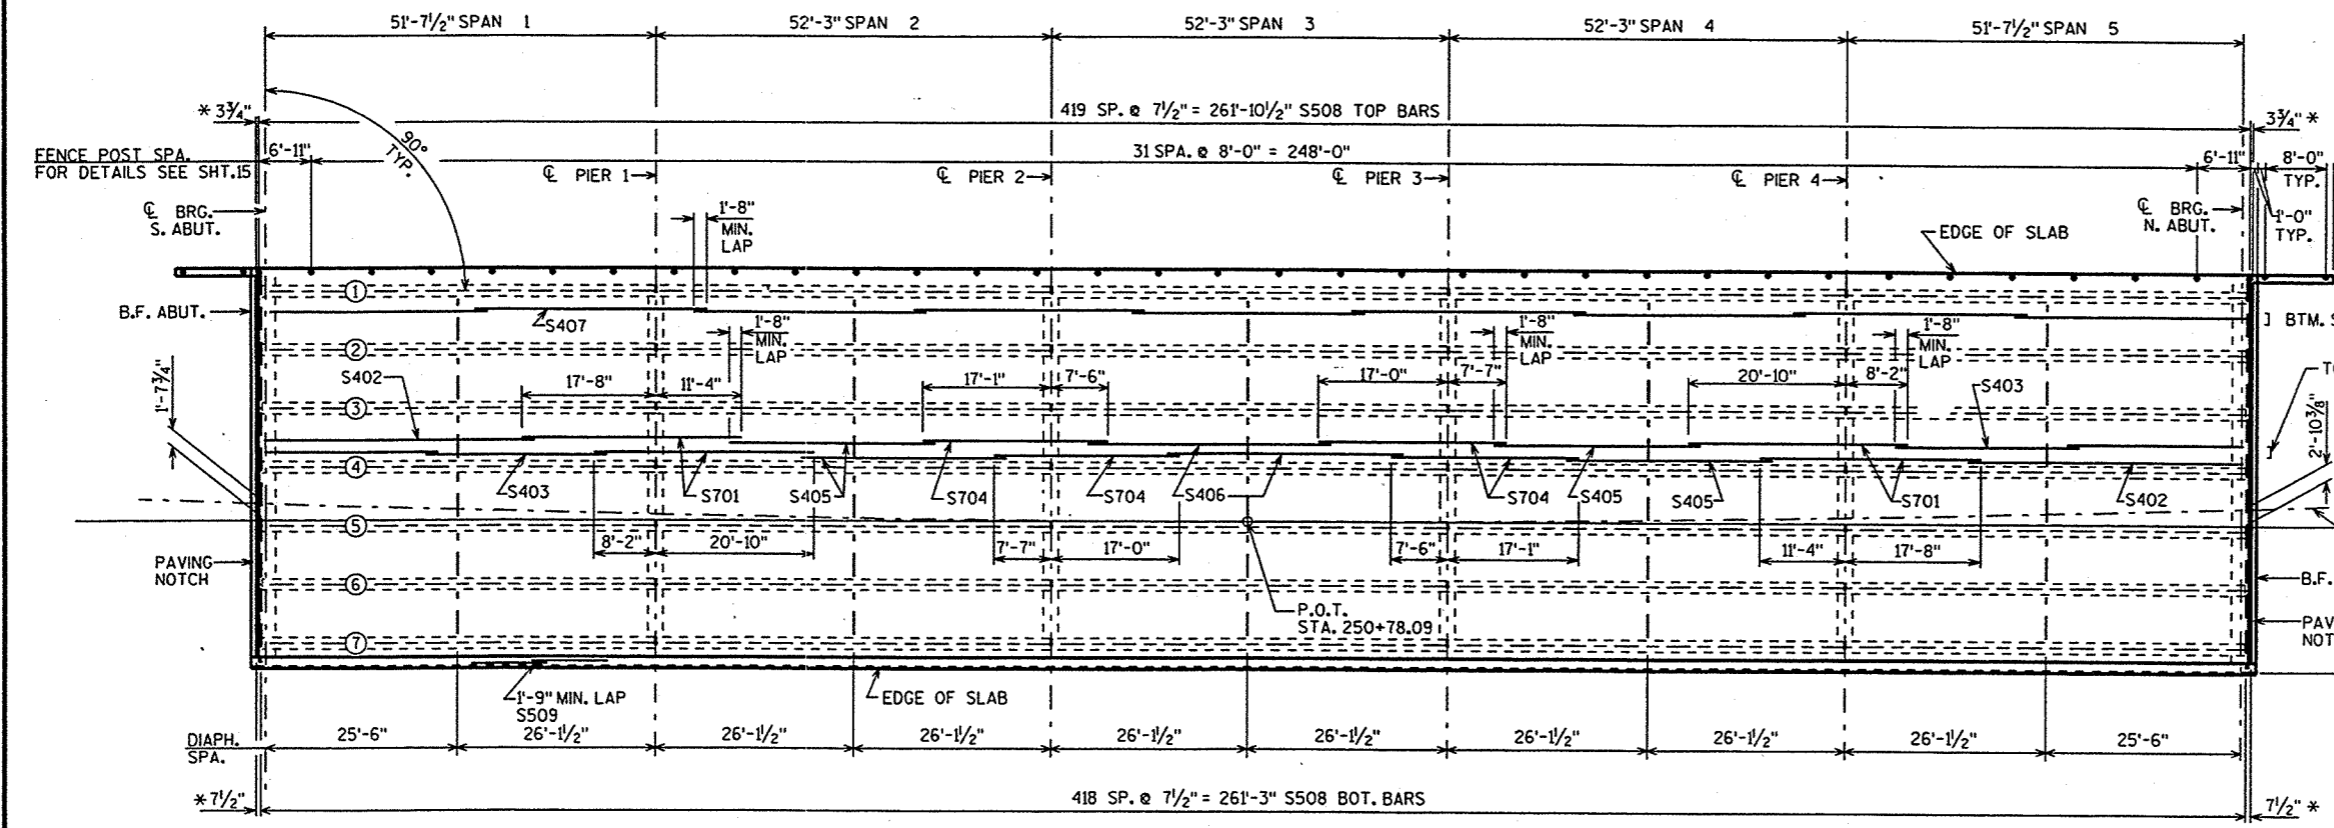 51'-7½" SPAN 1
52'-3" SPAN 2
52'-3" SPAN 3
52'-3" SPAN 4
51'-7½" SPAN 5
* 3¾"
419 SP. @ 7½" = 261'-10½" S508 TOP BARS
3¾" *
90°
TYP.
FENCE POST SPA.
FOR DETAILS SEE SHT.15
6'-11"
31 SPA. @ 8'-0" = 248'-0"
6'-11"
8'-0"
TYP.
℄ PIER 1
℄ PIER 2
℄ PIER 3
℄ PIER 4
℄ BRG.
S. ABUT.
1'-8"
MIN.
LAP
℄ BRG.
N. ABUT.
1'-0"
TYP.
EDGE OF SLAB
B.F. ABUT.
1
S407
1'-8"
MIN.
LAP
1'-8"
MIN.
LAP
1'-8"
MIN.
LAP
] BTM. S
2
1'-7¾"
S402
17'-8"
11'-4"
17'-1"
7'-6"
17'-0"
7'-7"
20'-10"
8'-2"
S403
TO
2'-10⅜"
3
4
S403
S701
S405
S704
S704
S406
S704
S405
S405
S701
S402
5
8'-2"
20'-10"
7'-7"
17'-0"
7'-6"
17'-1"
11'-4"
17'-8"
PAVING
NOTCH
6
B.F.
P.O.T.
STA. 250+78.09
PAV
NOT
7
1'-9" MIN. LAP
S509
EDGE OF SLAB
DIAPH.
SPA.
25'-6"
26'-1½"
26'-1½"
26'-1½"
26'-1½"
26'-1½"
26'-1½"
26'-1½"
26'-1½"
25'-6"
* 7½"
418 SP. @ 7½" = 261'-3" S508 BOT. BARS
7½" *